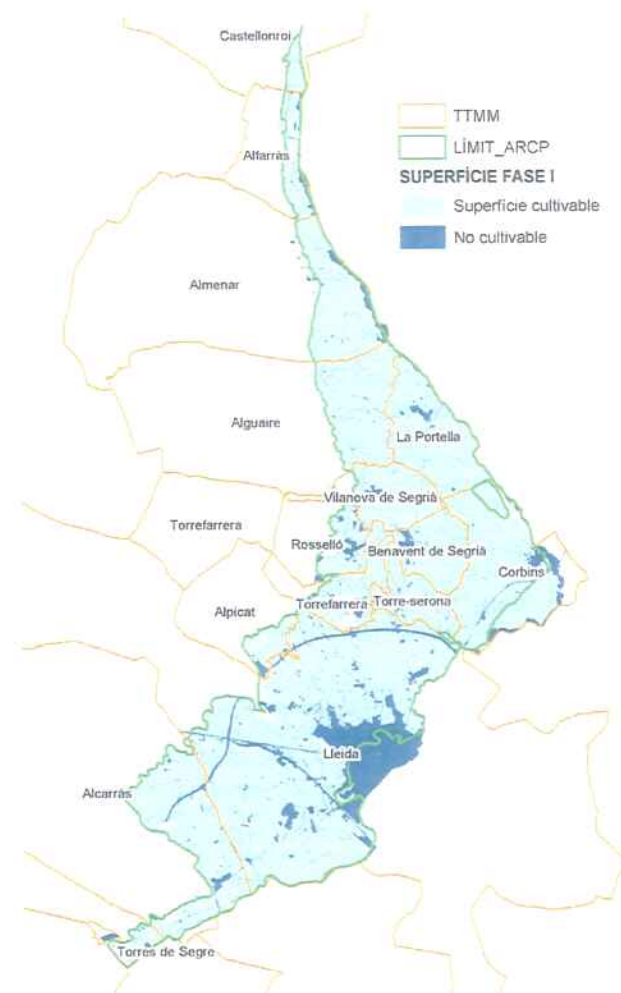 Castellonroi
TTMM
LÍMIT_ARCP
Alfarràs
SUPERFÍCIE FASE I
Superfície cultivable
No cultivable
Almenar
Alguaire
La Portella
Vilanova de Segrià
Torrefarrera
Rosselló
Benavent de Segrià
Corbins
Alpicat
Torrefarrera
Torre-serona
Lleida
Alcarràs
Torres de Segre